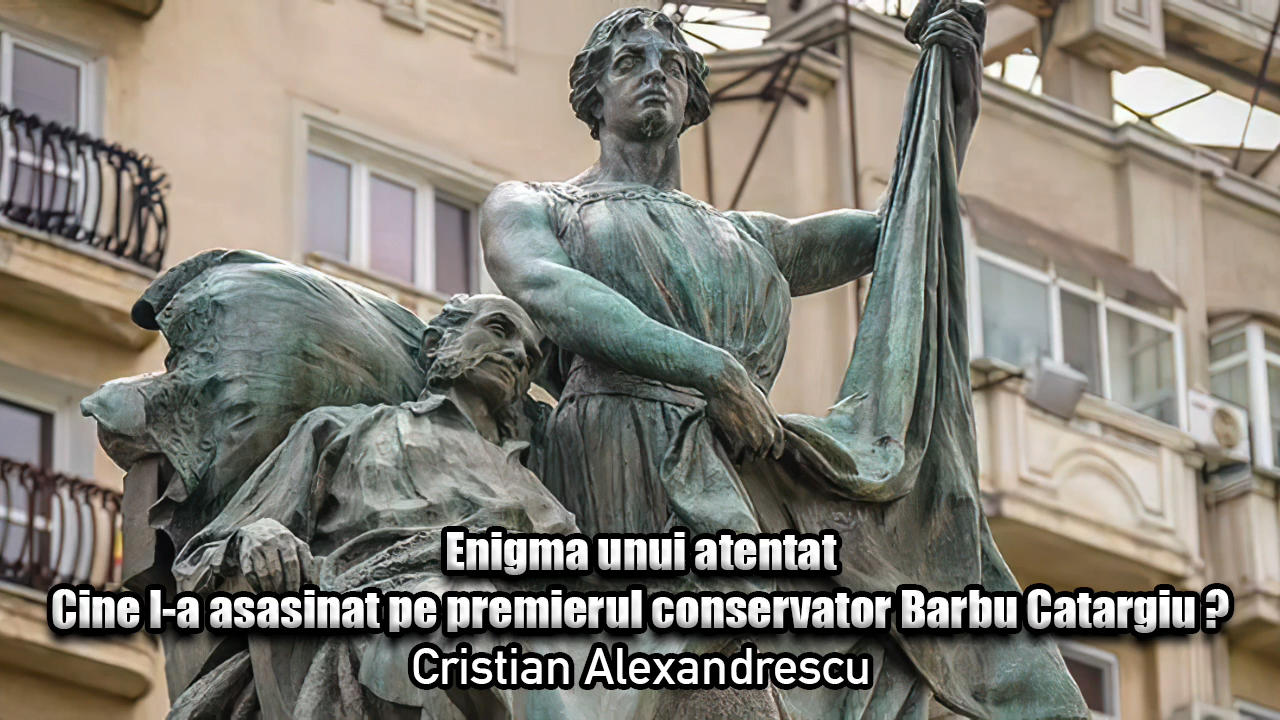 Enigma unui atentat
Cine l-a asasinat pe premierul conservator Barbu Catargiu ?
Cristian Alexandrescu